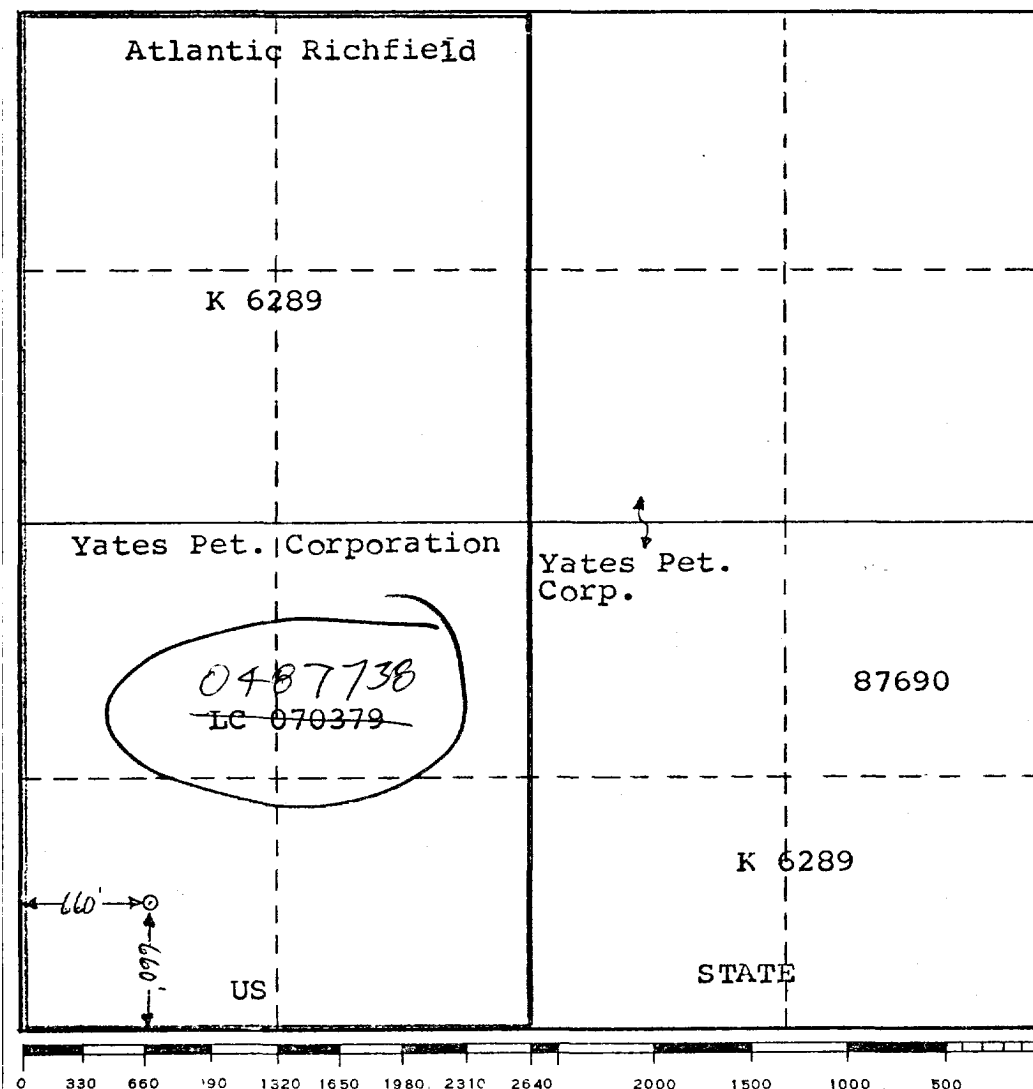 Atlantic Richfield
K 6289
Yates Pet. Corporation
Yates Pet.
Corp.
0487738
LC 070379
87690
K 6289
660'
660'
US
STATE
0 330 660 190 1320 1650 1980. 2310 2640 2000 1500 1000 500